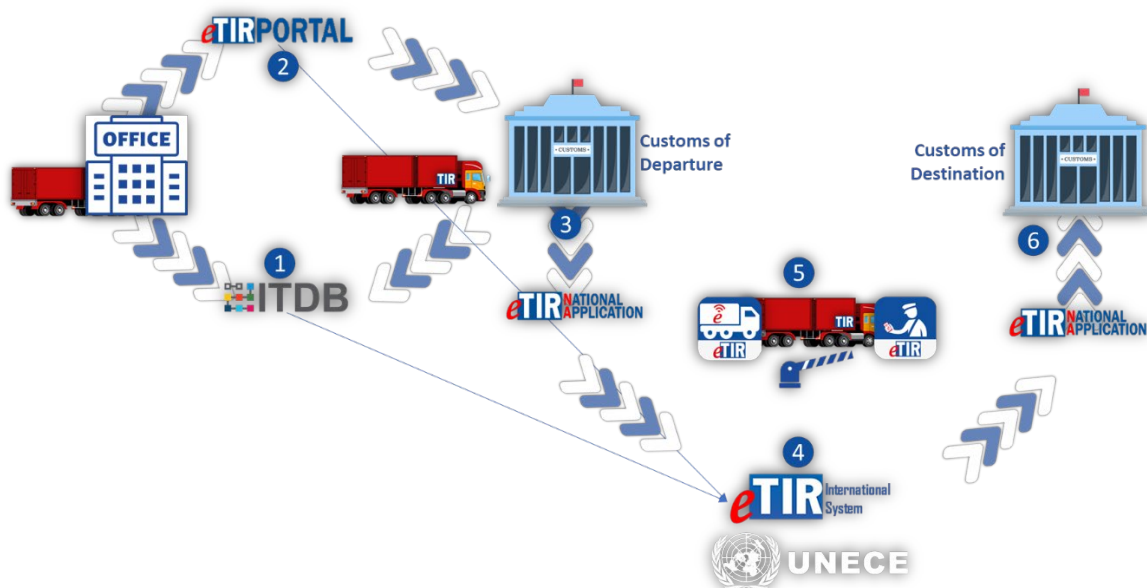 eTIRPORTAL
2
OFFICE
CUSTOMS
Customs of
Departure
TIR
3
1
ITDB
eTIR NATIONAL
APPLICATION
CUSTOMS
Customs of
Destination
6
5
e
TIR
eTIR
eTIR
eTIR NATIONAL
APPLICATION
4
eTIR International
System
UNECE